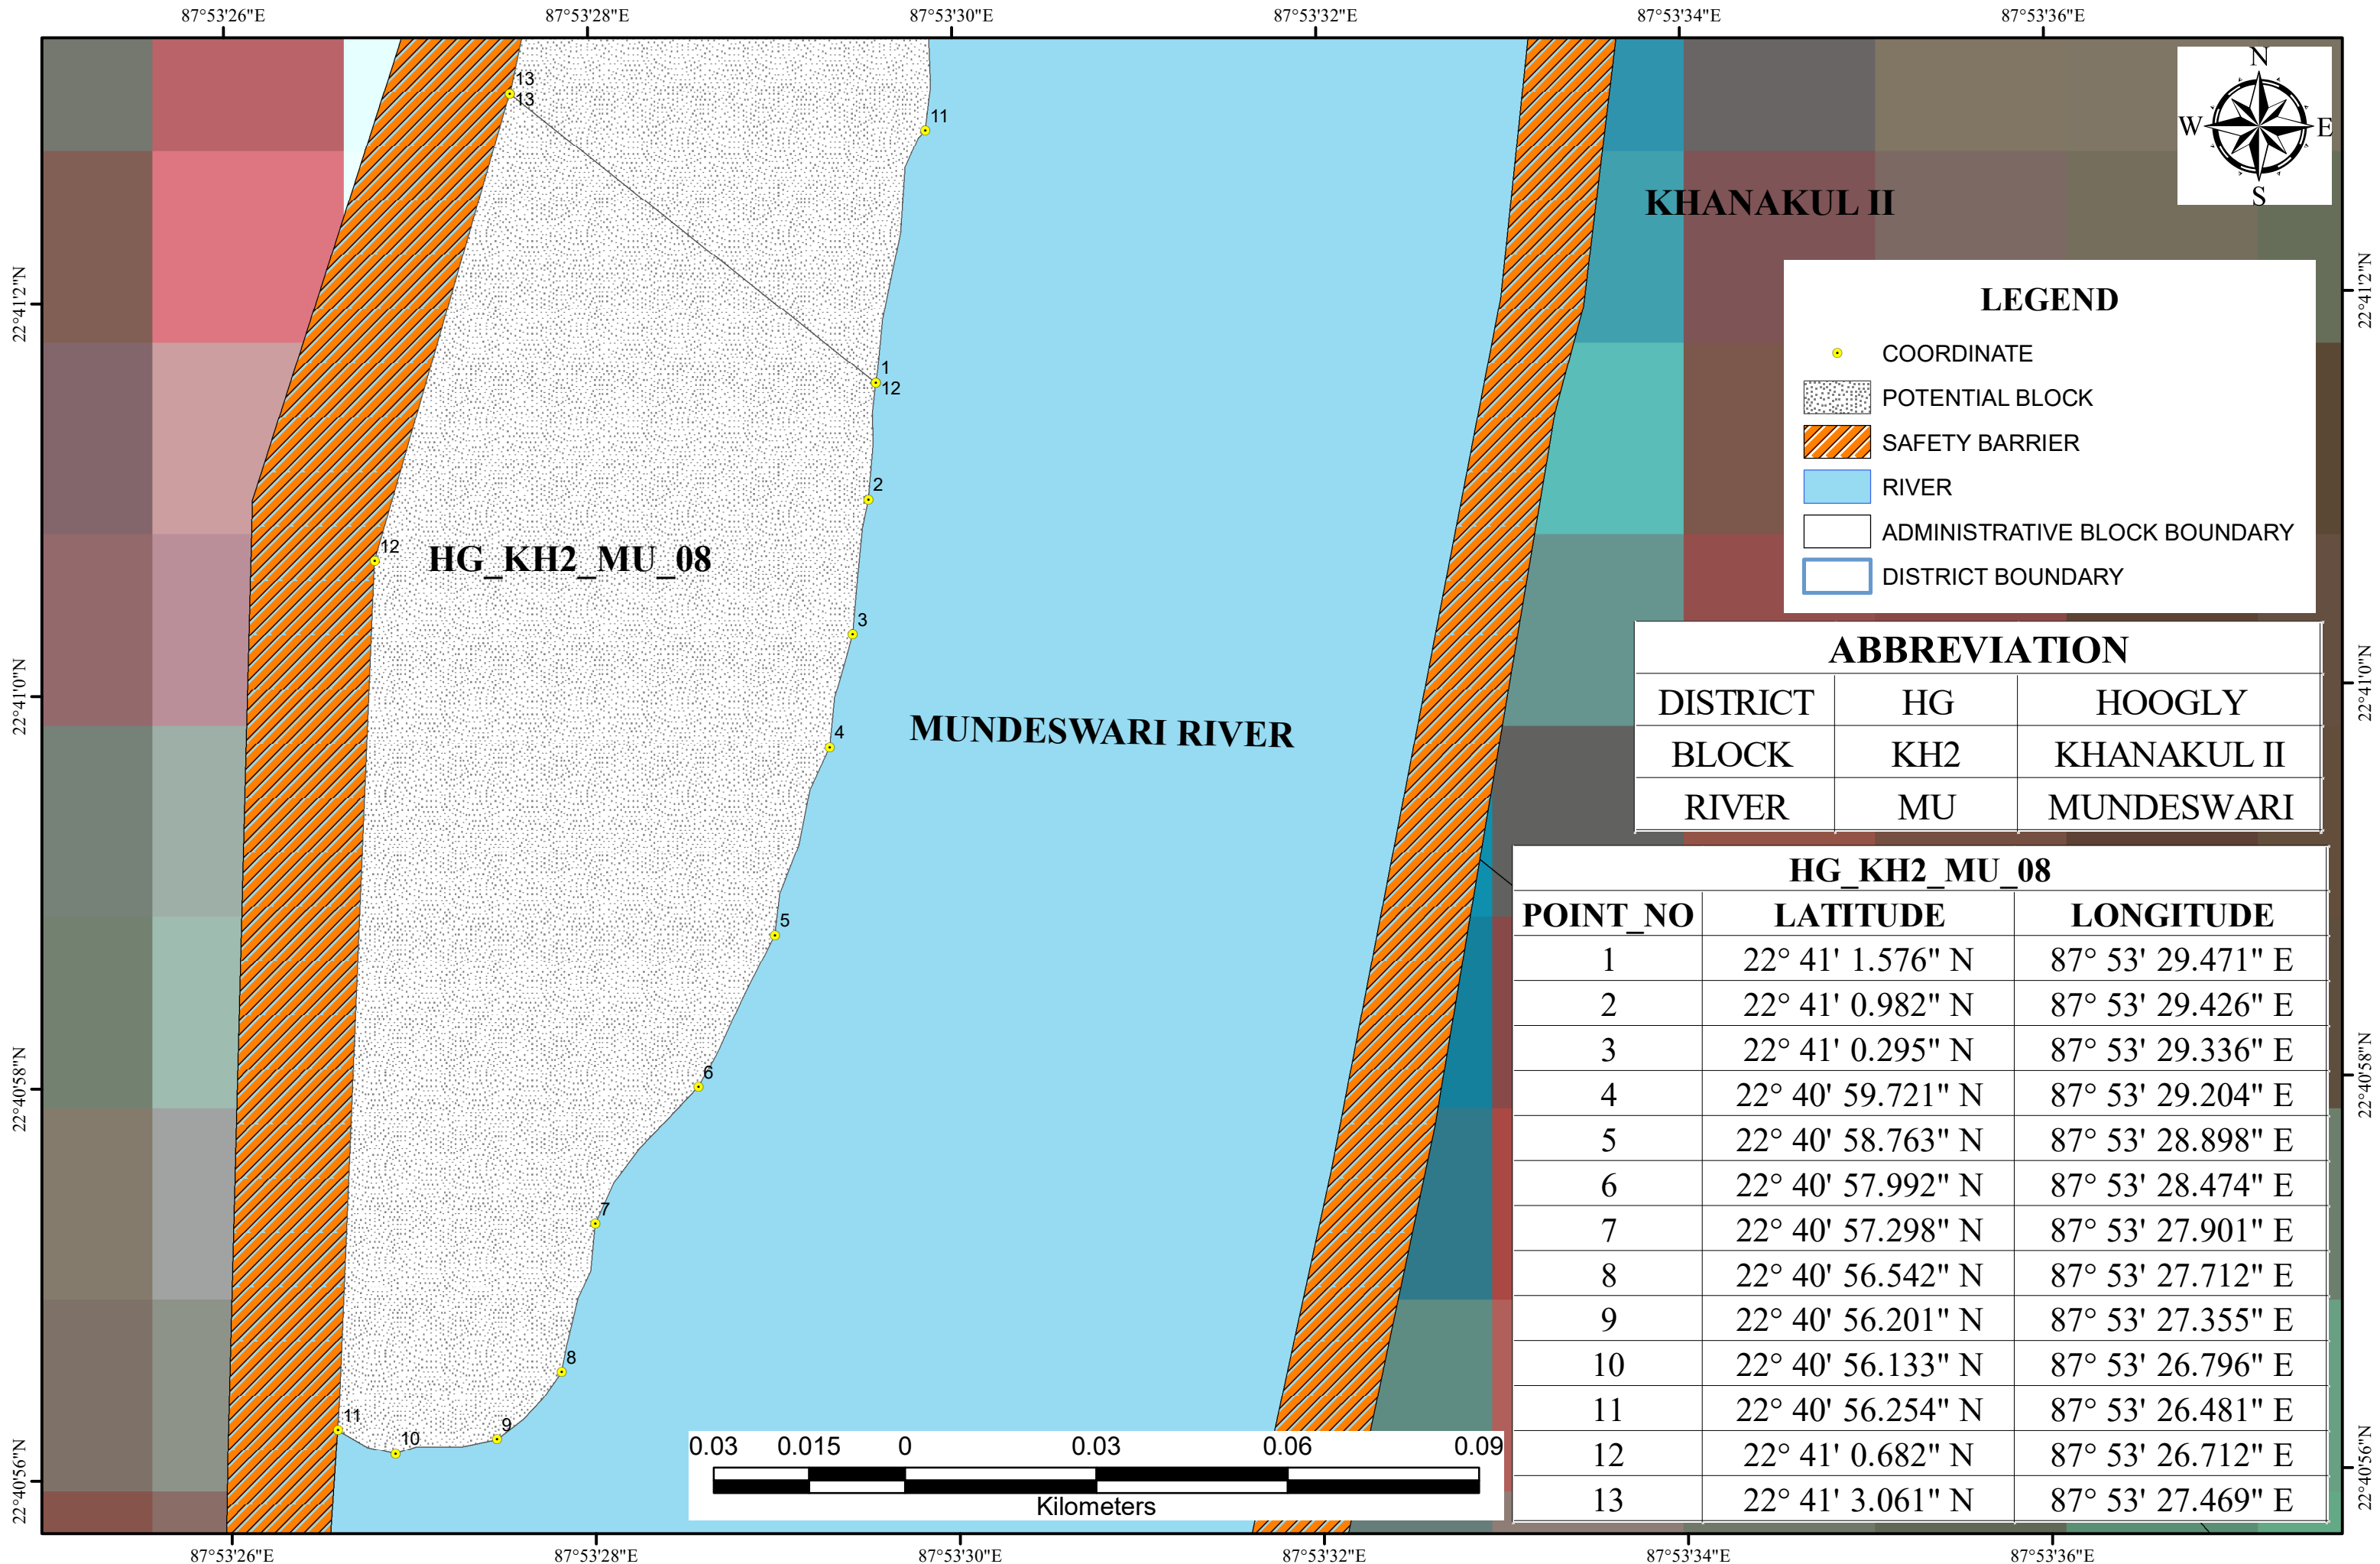 87°53'26"E 87°53'28"E 87°53'30"E 87°53'32"E 87°53'34"E 87°53'36"E
N
W E
S
13
13
11
KHANAKUL II
22°41'2"N
22°41'2"N
LEGEND
COORDINATE
POTENTIAL BLOCK
SAFETY BARRIER
RIVER
ADMINISTRATIVE BLOCK BOUNDARY
DISTRICT BOUNDARY
1
12
2
12
HG_KH2_MU_08
3
22°41'0"N
22°41'0"N
4
MUNDESWARI RIVER
ABBREVIATION
DISTRICT HG HOOGLY
BLOCK KH2 KHANAKUL II
RIVER MU MUNDESWARI
5
6
22°40'58"N
22°40'58"N
7
8
11
9
10
22°40'56"N
22°40'56"N
HG_KH2_MU_08
POINT_NO LATITUDE LONGITUDE
1 22° 41' 1.576" N 87° 53' 29.471" E
2 22° 41' 0.982" N 87° 53' 29.426" E
3 22° 41' 0.295" N 87° 53' 29.336" E
4 22° 40' 59.721" N 87° 53' 29.204" E
5 22° 40' 58.763" N 87° 53' 28.898" E
6 22° 40' 57.992" N 87° 53' 28.474" E
7 22° 40' 57.298" N 87° 53' 27.901" E
8 22° 40' 56.542" N 87° 53' 27.712" E
9 22° 40' 56.201" N 87° 53' 27.355" E
10 22° 40' 56.133" N 87° 53' 26.796" E
11 22° 40' 56.254" N 87° 53' 26.481" E
12 22° 41' 0.682" N 87° 53' 26.712" E
13 22° 41' 3.061" N 87° 53' 27.469" E
0.03 0.015 0 0.03 0.06 0.09
Kilometers
87°53'26"E 87°53'28"E 87°53'30"E 87°53'32"E 87°53'34"E 87°53'36"E